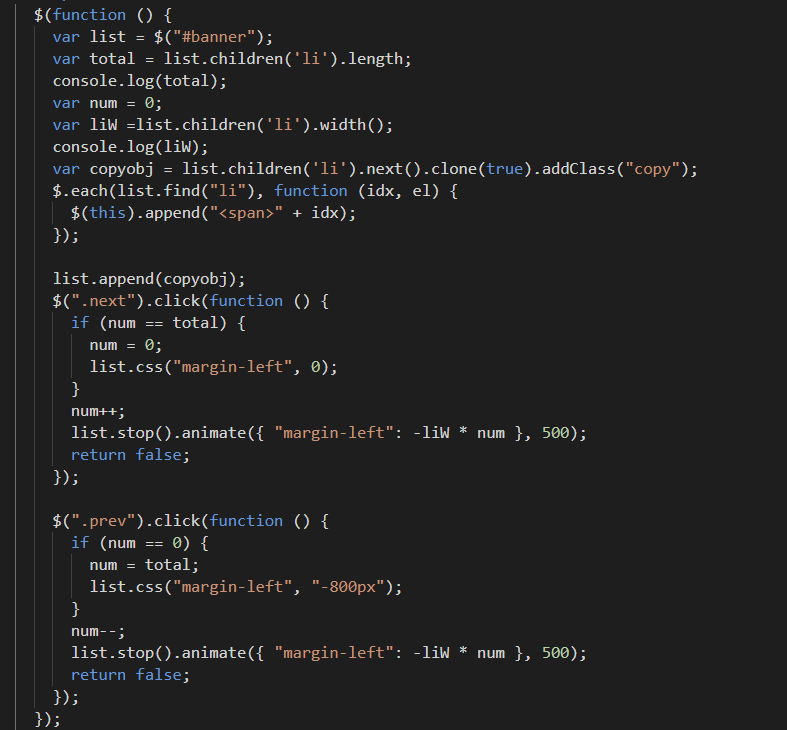 $(function () {
var list = $("#banner");
var total = list.children('li').length;
console.log(total);
var num = 0;
var liW =list.children('li').width();
console.log(liW);
var copyobj = list.children('li').next().clone(true).addClass("copy");
$.each(list.find("li"), function (idx, el) {
$(this).append("<span>" + idx);
});
list.append(copyobj);
$(".next").click(function () {
if (num == total) {
num = 0;
list.css("margin-left", 0);
}
num++;
list.stop().animate({ "margin-left": -liW * num }, 500);
return false;
});
$(".prev").click(function () {
if (num == 0) {
num = total;
list.css("margin-left", "-800px");
}
num--;
list.stop().animate({ "margin-left": -liW * num }, 500);
return false;
});
});